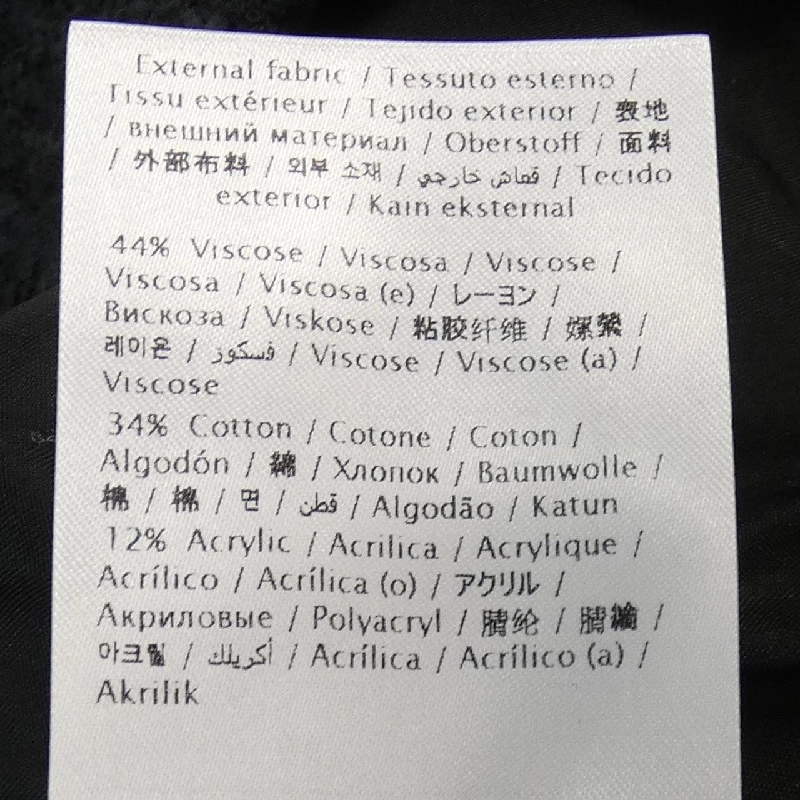 External fabric / Tessuto esterno /
Tissu extérieur / Tejido exterior / 表地
/ внешний материал / Oberstoff / 面料
/ 外部布料 / 외부 소재 / قماش خارجي / Tecido
exterior / Kain eksternal
44% Viscose / Viscosa / Viscose /
Viscosa / Viscosa (e) / レーヨン /
Вискоза / Viskose / 粘胶纤维 / 嫘縈 /
레이온 / فسكوز / Viscose / Viscose (a) /
Viscose
34% Cotton / Cotone / Coton /
Algodón / 綿 / Хлопок / Baumwolle /
棉 / 棉 / 면 / قطن / Algodão / Katun
12% Acrylic / Acrilica / Acrylique /
Acrílico / Acrílica (o) / アクリル /
Акриловые / Polyacryl / 腈纶 / 腈綸 /
아크릴 / أكريلك / Acrílica / Acrílico (a) /
Akrilik